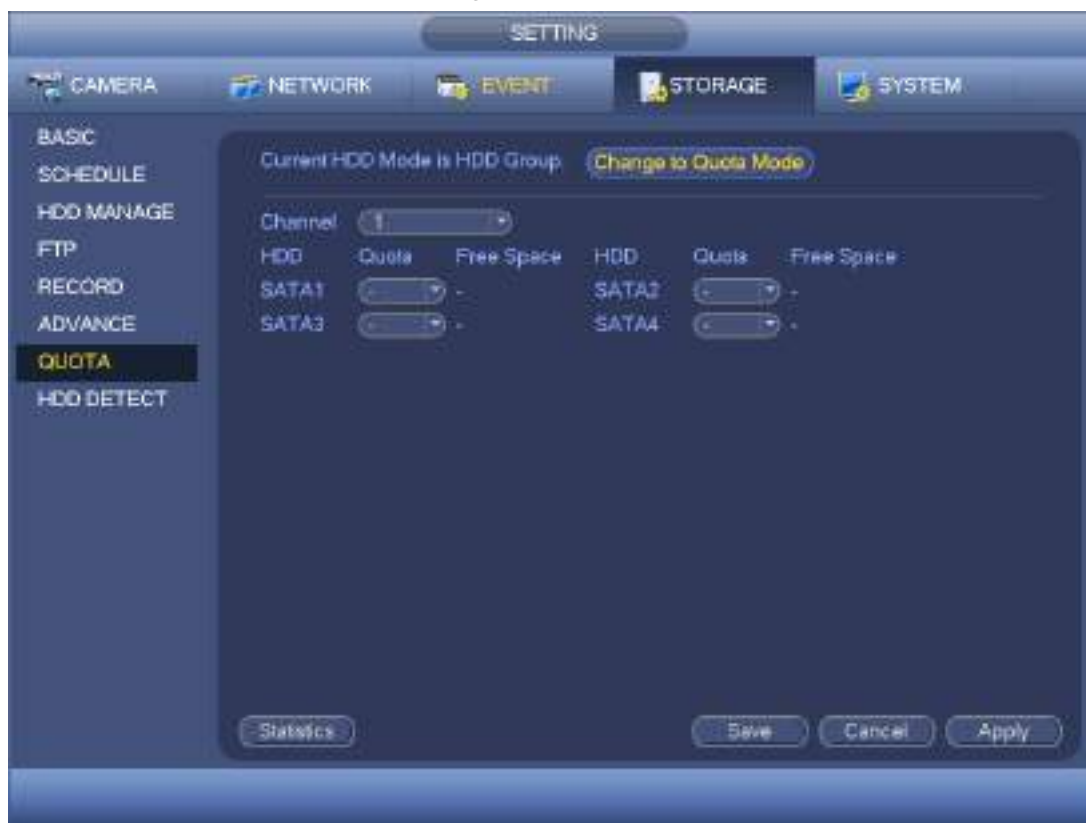 SETTING
CAMERA NETWORK EVENT STORAGE SYSTEM
BASIC
SCHEDULE
HDD MANAGE
FTP
RECORD
ADVANCE
QUOTA
HDD DETECT
Current HDD Mode is HDD Group Change to Quota Mode
Channel 1
HDD Quota Free Space HDD Quota Free Space
SATA1 - - SATA2 - -
SATA3 - - SATA4 - -
Statistics Save Cancel Apply